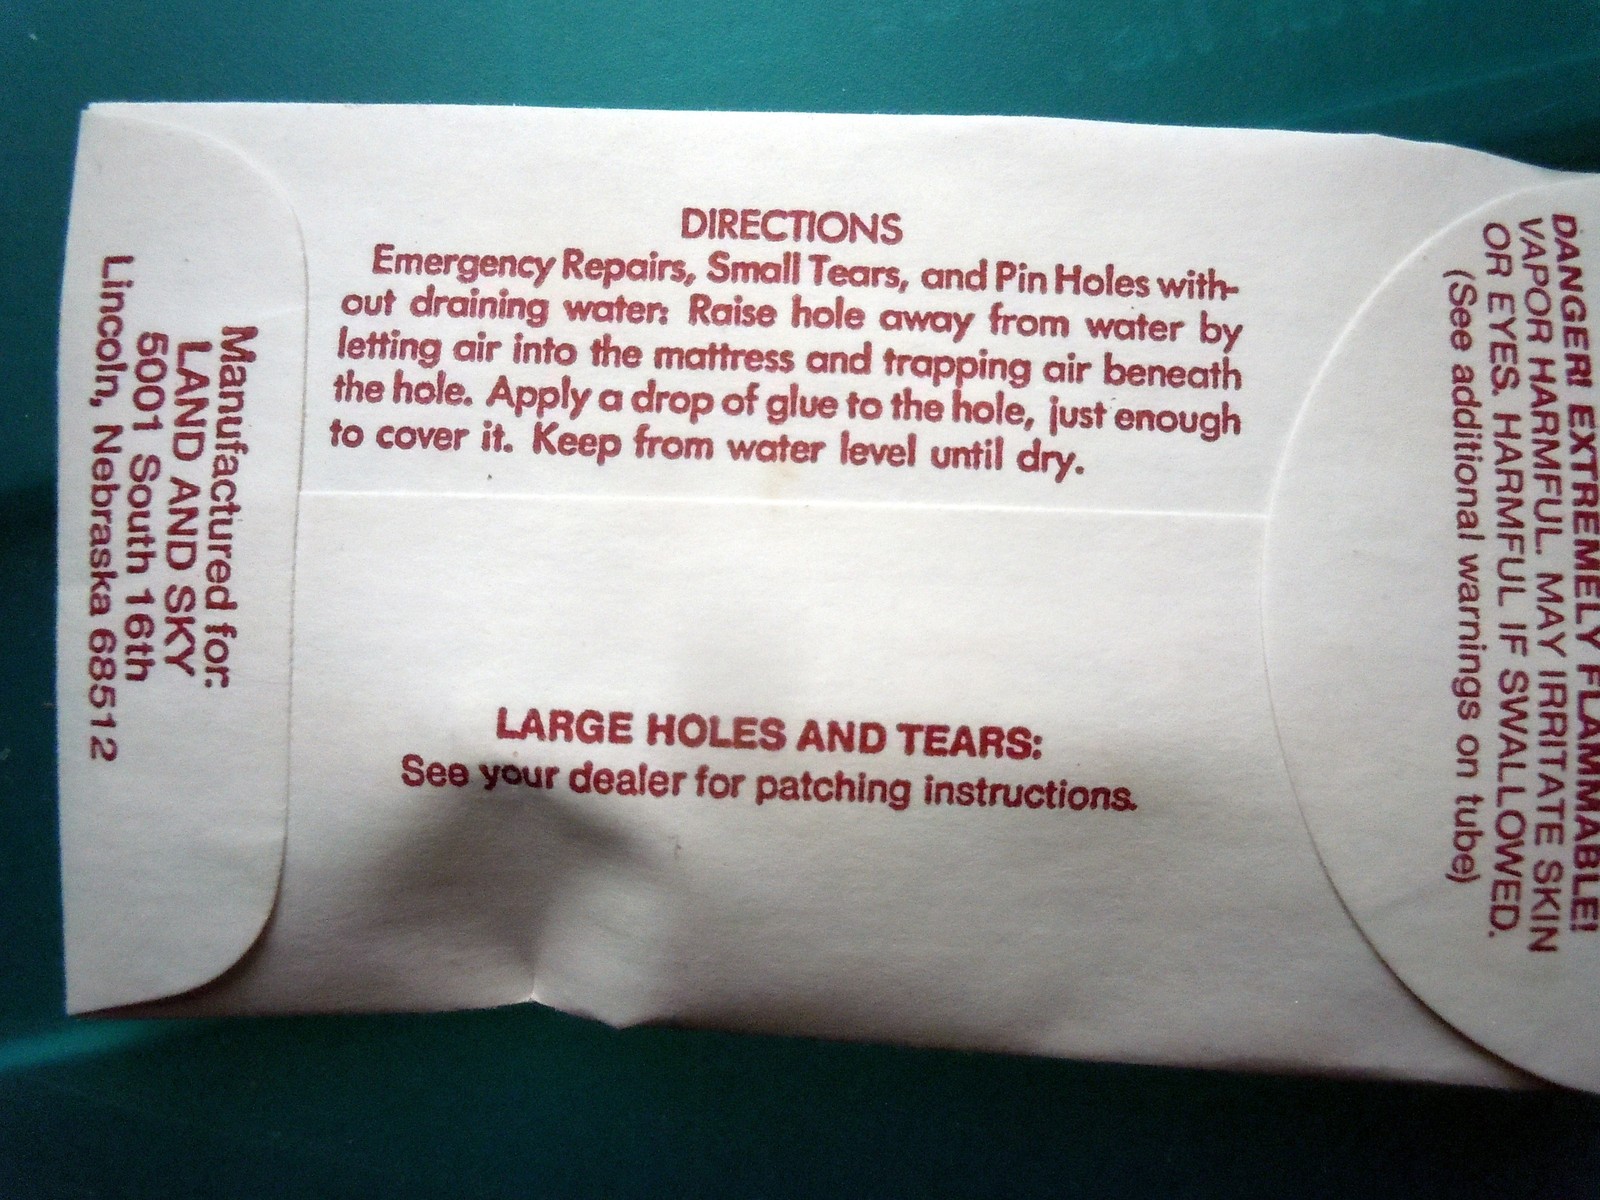 DIRECTIONS
Emergency Repairs, Small Tears, and Pin Holes with-
out draining water: Raise hole away from water by
letting air into the mattress and trapping air beneath
the hole. Apply a drop of glue to the hole, just enough
to cover it. Keep from water level until dry.
LARGE HOLES AND TEARS:
See your dealer for patching instructions.
Manufactured for:
LAND AND SKY
5001 South 16th
Lincoln, Nebraska 68512
DANGER! EXTREMELY FLAMMABLE!
VAPOR HARMFUL. MAY IRRITATE SKIN
OR EYES. HARMFUL IF SWALLOWED.
(See additional warnings on tube)